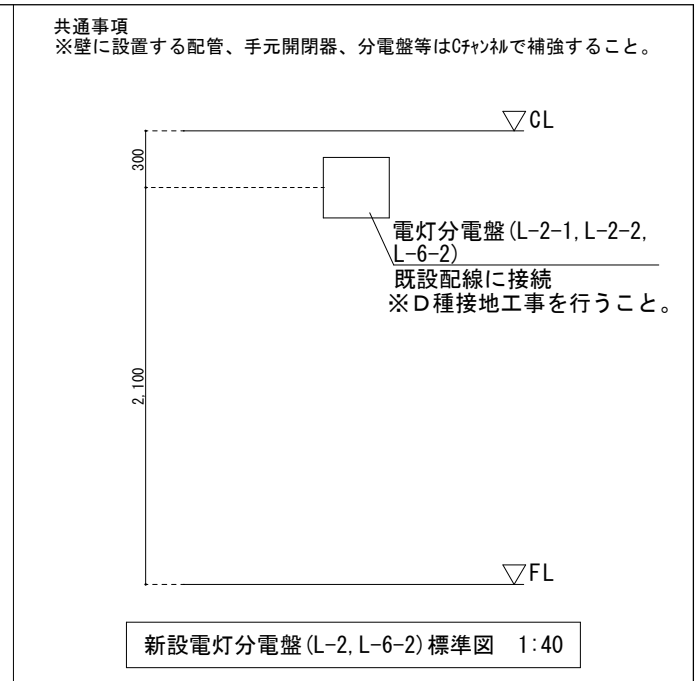 共通事項
※壁に設置する配管、手元開閉器、分電盤等はCﾁｬﾝﾈﾙで補強すること。
▽CL
300
電灯分電盤(L-2-1,L-2-2,
L-6-2)
既設配線に接続
※D種接地工事を行うこと。
2,100
▽FL
新設電灯分電盤(L-2,L-6-2)標準図 1:40